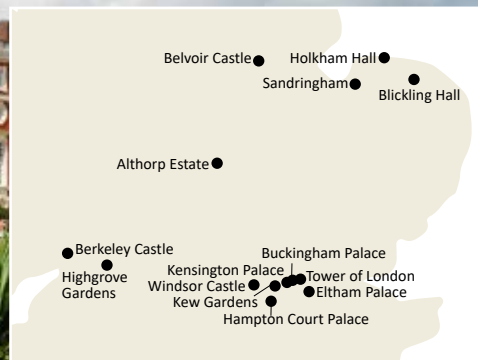 Belvoir Castle
Holkham Hall
Sandringham
Blickling Hall
Althorp Estate
Berkeley Castle
Highgrove
Gardens
Buckingham Palace
Kensington Palace
Tower of London
Windsor Castle
Eltham Palace
Kew Gardens
Hampton Court Palace